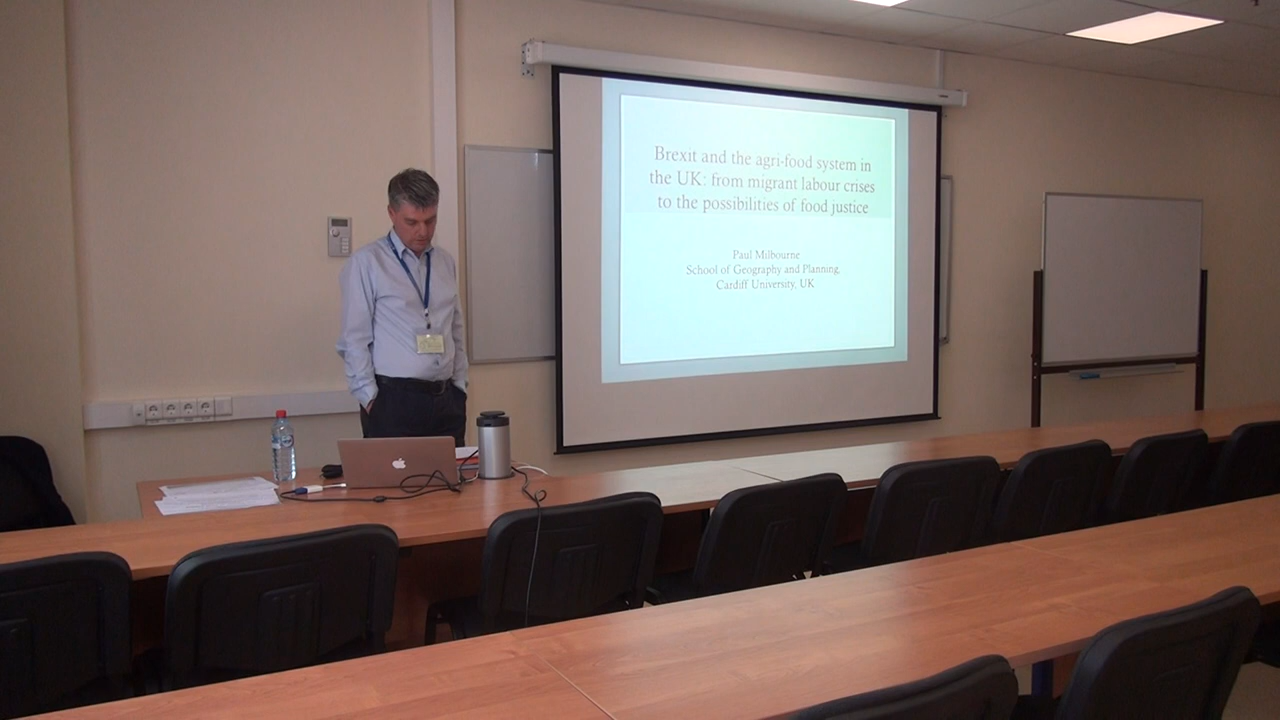 Brexit and the agri-food system in
the UK: from migrant labour crises
to the possibilities of food justice
Paul Milbourne
School of Geography and Planning,
Cardiff University, UK